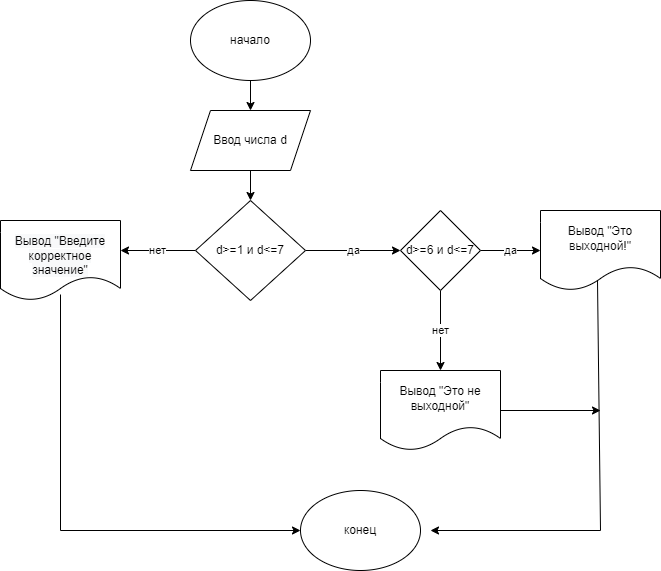 начало
Ввод числа d
d>=1 и d<=7
нет
да
Вывод "Введите
корректное
значение"
d>=6 и d<=7
да
Вывод "Это
выходной!"
нет
Вывод "Это не
выходной"
конец